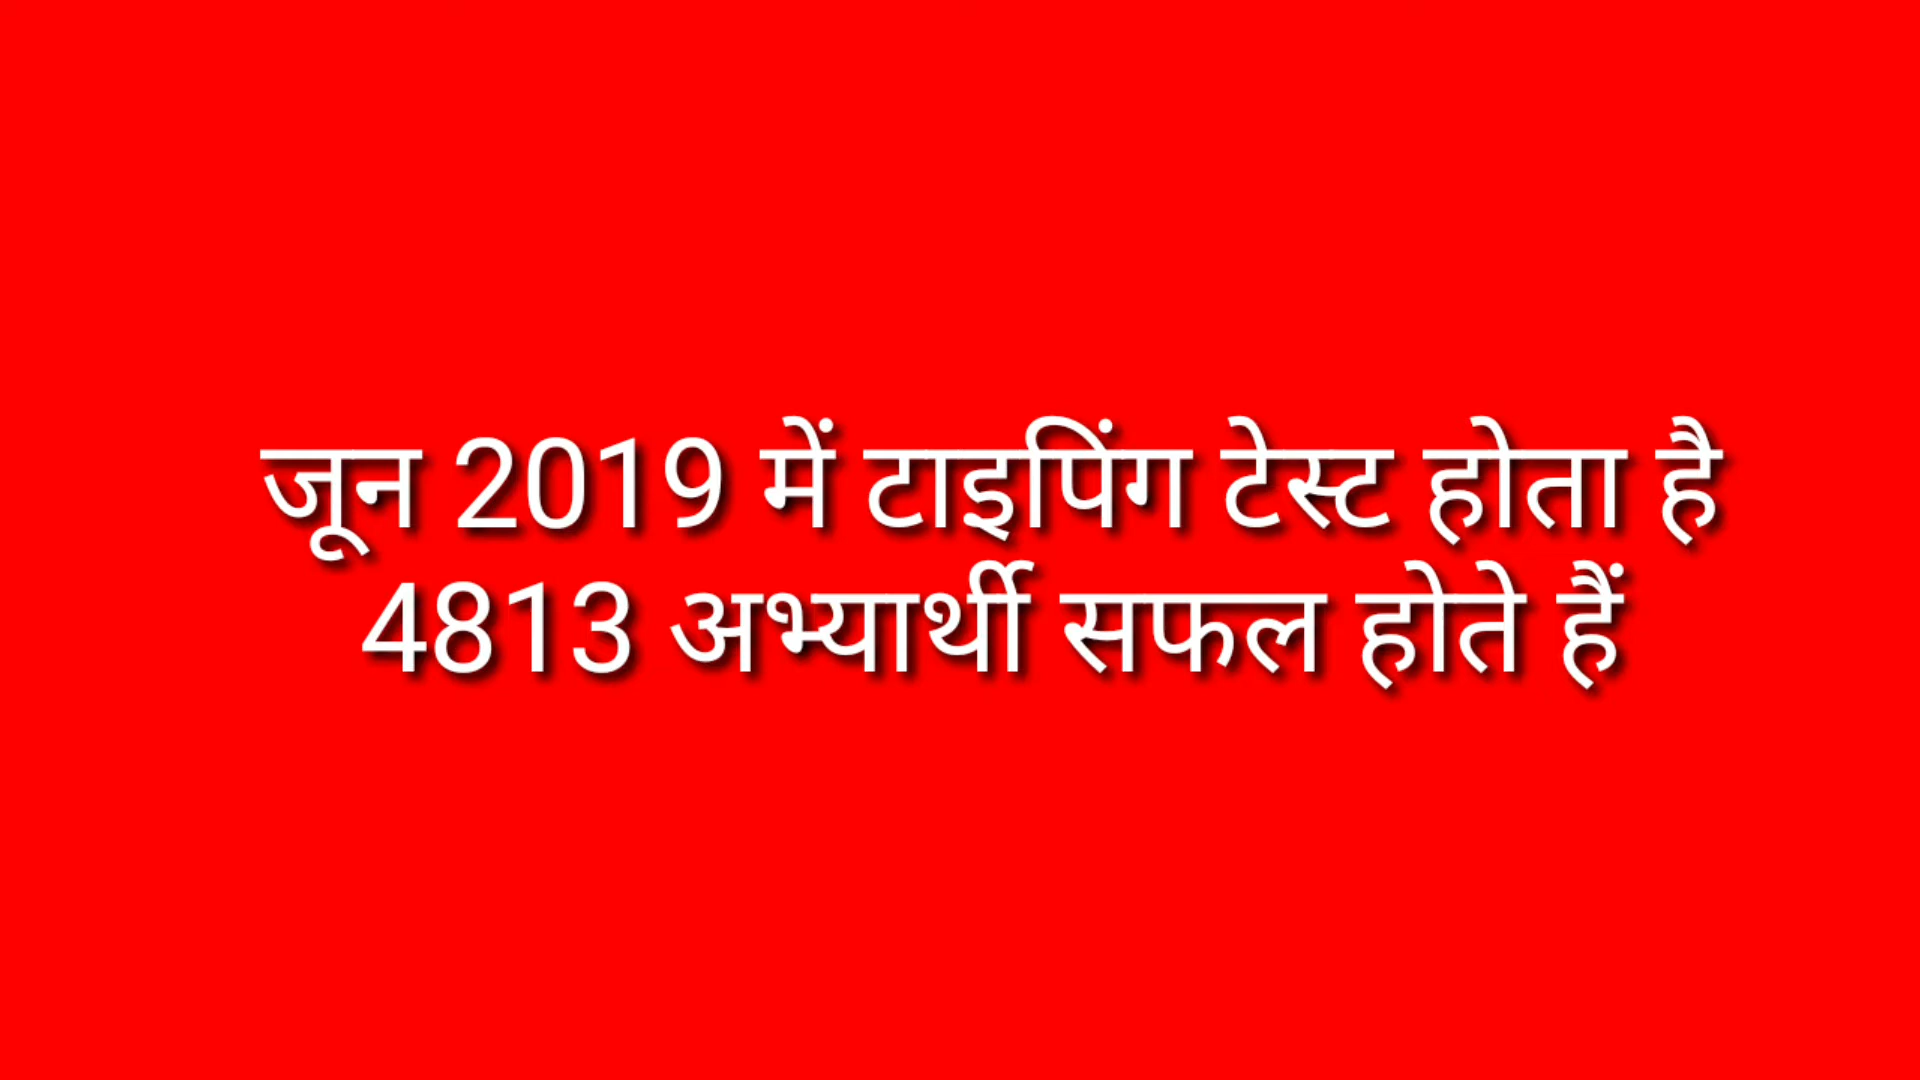 जून 2019 में टाइपिंग टेस्ट होता है
4813 अभ्यार्थी सफल होते हैं